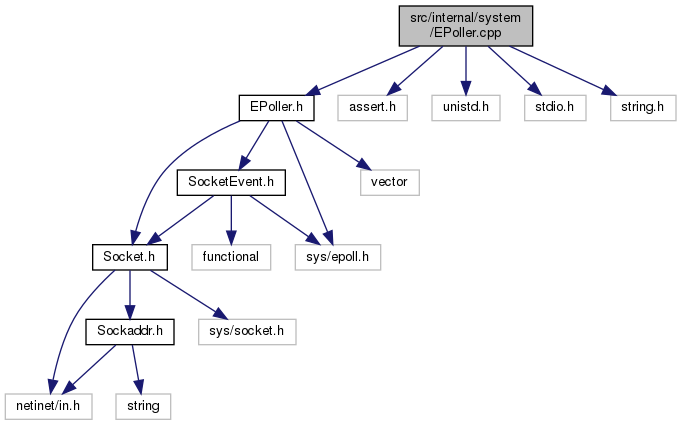 src/internal/system
/EPoller.cpp
EPoller.h
assert.h
unistd.h
stdio.h
string.h
SocketEvent.h
vector
Socket.h
functional
sys/epoll.h
Sockaddr.h
sys/socket.h
netinet/in.h
string